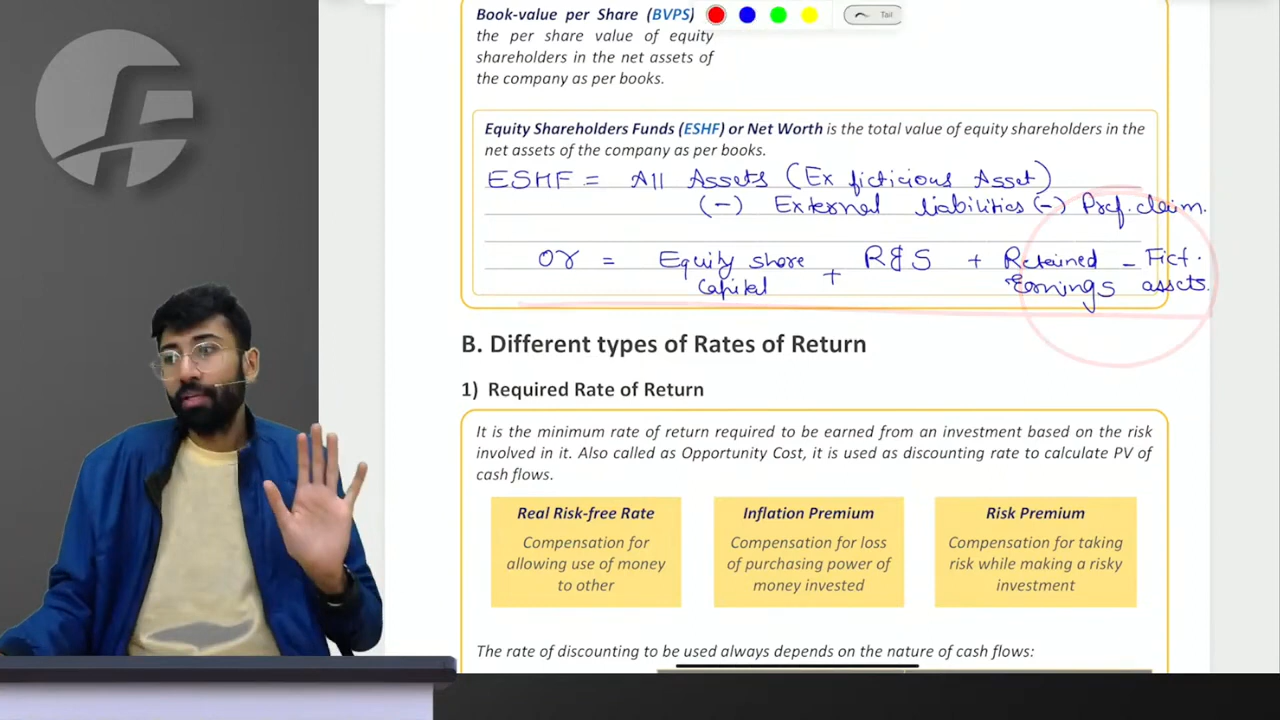 Book-value per Share (BVPS)
the per share value of equity
shareholders in the net assets of
the company as per books.
Tail
Equity Shareholders Funds (ESHF) or Net Worth is the total value of equity shareholders in the
net assets of the company as per books.
ESHF = All Assets (Ex ficticious Asset)
(-) External liabilities (-) Pref. claim.
or = Equity share capital + R&S + Retained Earnings - Fict. assets.
B. Different types of Rates of Return
1) Required Rate of Return
It is the minimum rate of return required to be earned from an investment based on the risk
involved in it. Also called as Opportunity Cost, it is used as discounting rate to calculate PV of
cash flows.
Real Risk-free Rate
Compensation for
allowing use of money
to other
Inflation Premium
Compensation for loss
of purchasing power of
money invested
Risk Premium
Compensation for taking
risk while making a risky
investment
The rate of discounting to be used always depends on the nature of cash flows: